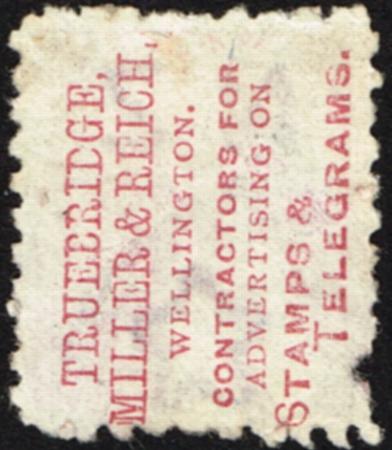 TRUEBRIDGE,
MILLER & REICH,
WELLINGTON.
CONTRACTORS FOR
ADVERTISING ON
STAMPS &
TELEGRAMS.